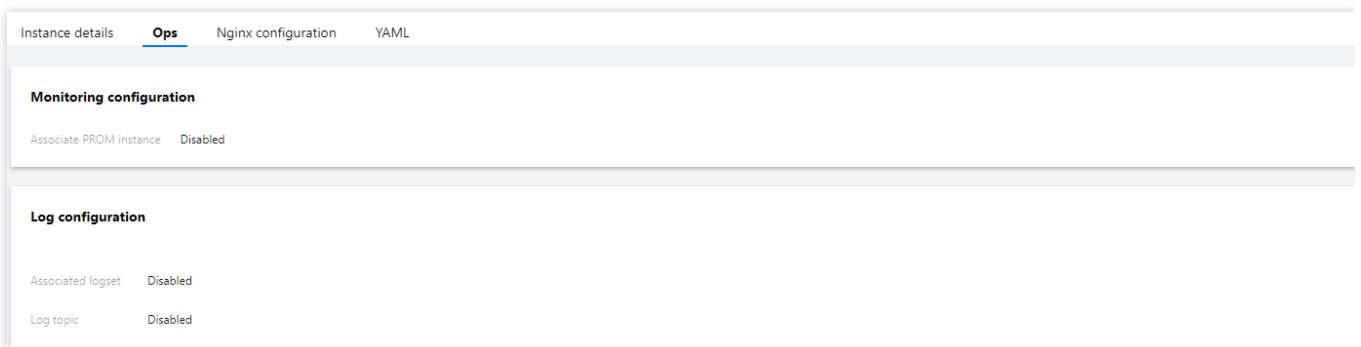 Instance details Ops Nginx configuration YAML
Monitoring configuration
Associate PROM instance Disabled
Log configuration
Associated logset Disabled
Log topic Disabled